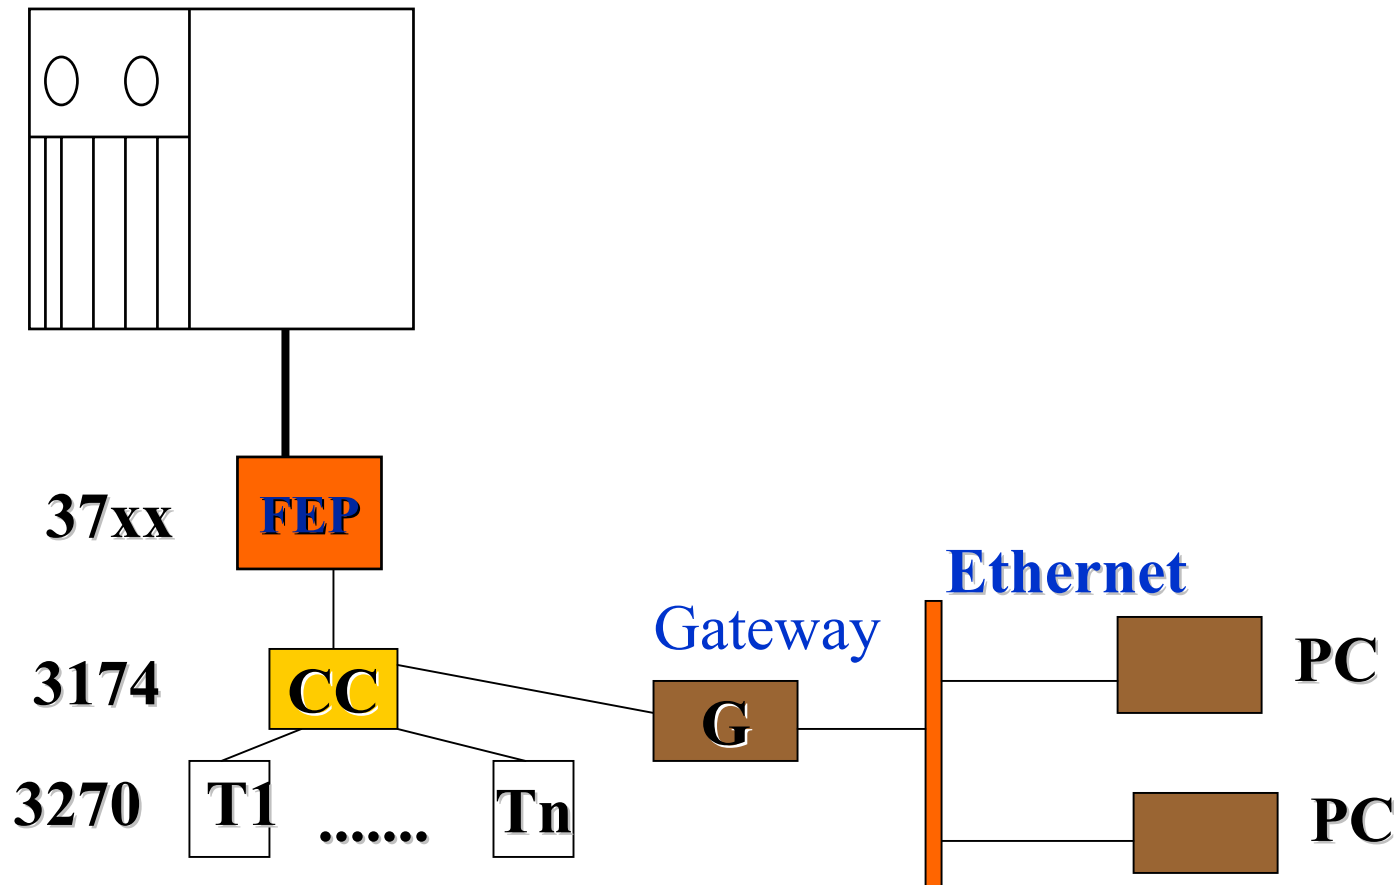 37xx
FEP
Ethernet
Gateway
PC
3174
CC
G
3270
T1
.......
Tn
PC